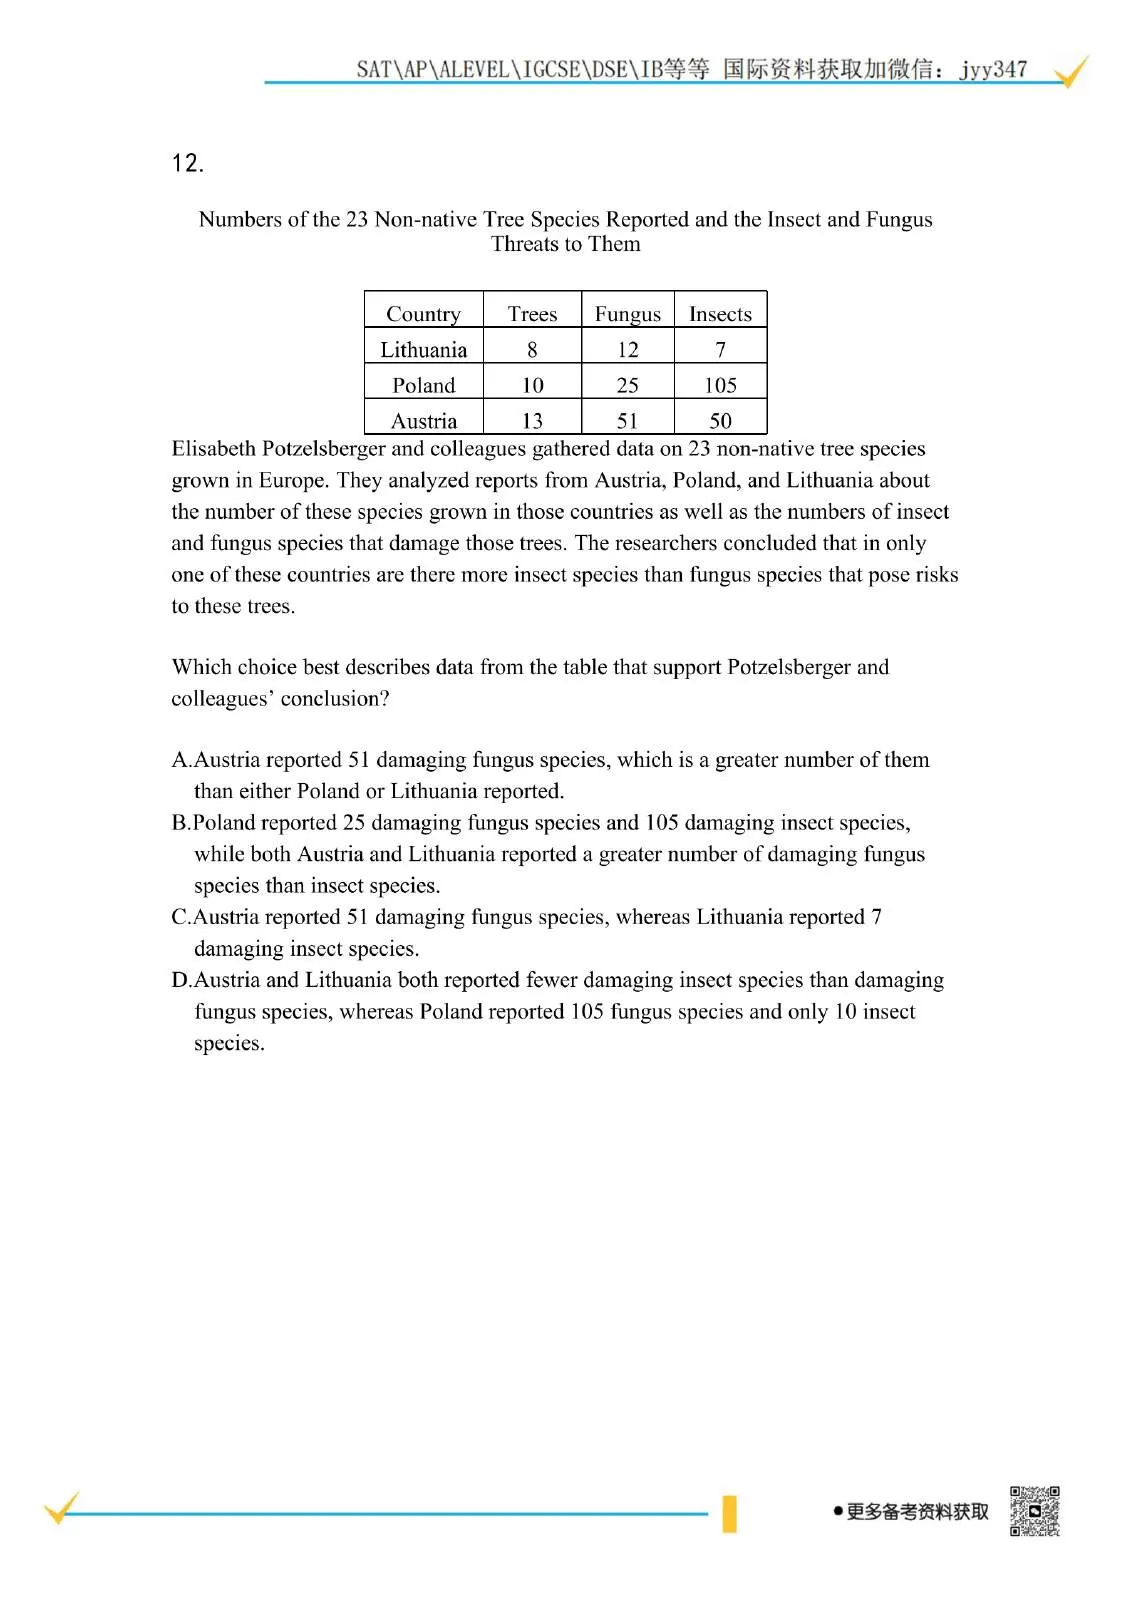 SAT\AP\ALEVEL\IGCSE\DSE\IB等等 国际资料获取加微信：jyy347
12.
Numbers of the 23 Non-native Tree Species Reported and the Insect and Fungus
Threats to Them
Country Trees Fungus Insects
Lithuania 8 12 7
Poland 10 25 105
Austria 13 51 50
Elisabeth Potzelsberger and colleagues gathered data on 23 non-native tree species
grown in Europe. They analyzed reports from Austria, Poland, and Lithuania about
the number of these species grown in those countries as well as the numbers of insect
and fungus species that damage those trees. The researchers concluded that in only
one of these countries are there more insect species than fungus species that pose risks
to these trees.
Which choice best describes data from the table that support Potzelsberger and
colleagues’ conclusion?
A.Austria reported 51 damaging fungus species, which is a greater number of them
than either Poland or Lithuania reported.
B.Poland reported 25 damaging fungus species and 105 damaging insect species,
while both Austria and Lithuania reported a greater number of damaging fungus
species than insect species.
C.Austria reported 51 damaging fungus species, whereas Lithuania reported 7
damaging insect species.
D.Austria and Lithuania both reported fewer damaging insect species than damaging
fungus species, whereas Poland reported 105 fungus species and only 10 insect
species.
●更多备考资料获取